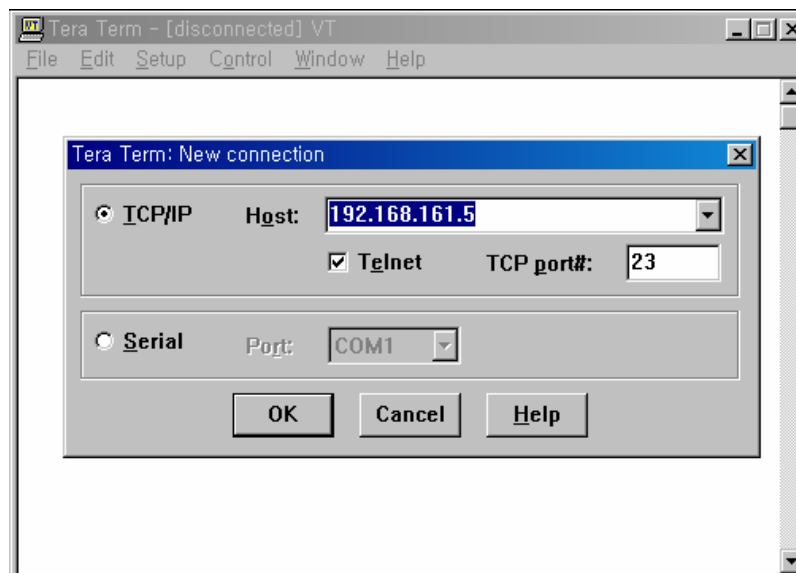 VT Tera Term - [disconnected] VT
File Edit Setup Control Window Help
Tera Term: New connection
TCP/IP Host: 192.168.161.5
Telnet TCP port#: 23
Serial Port: COM1
OK Cancel Help